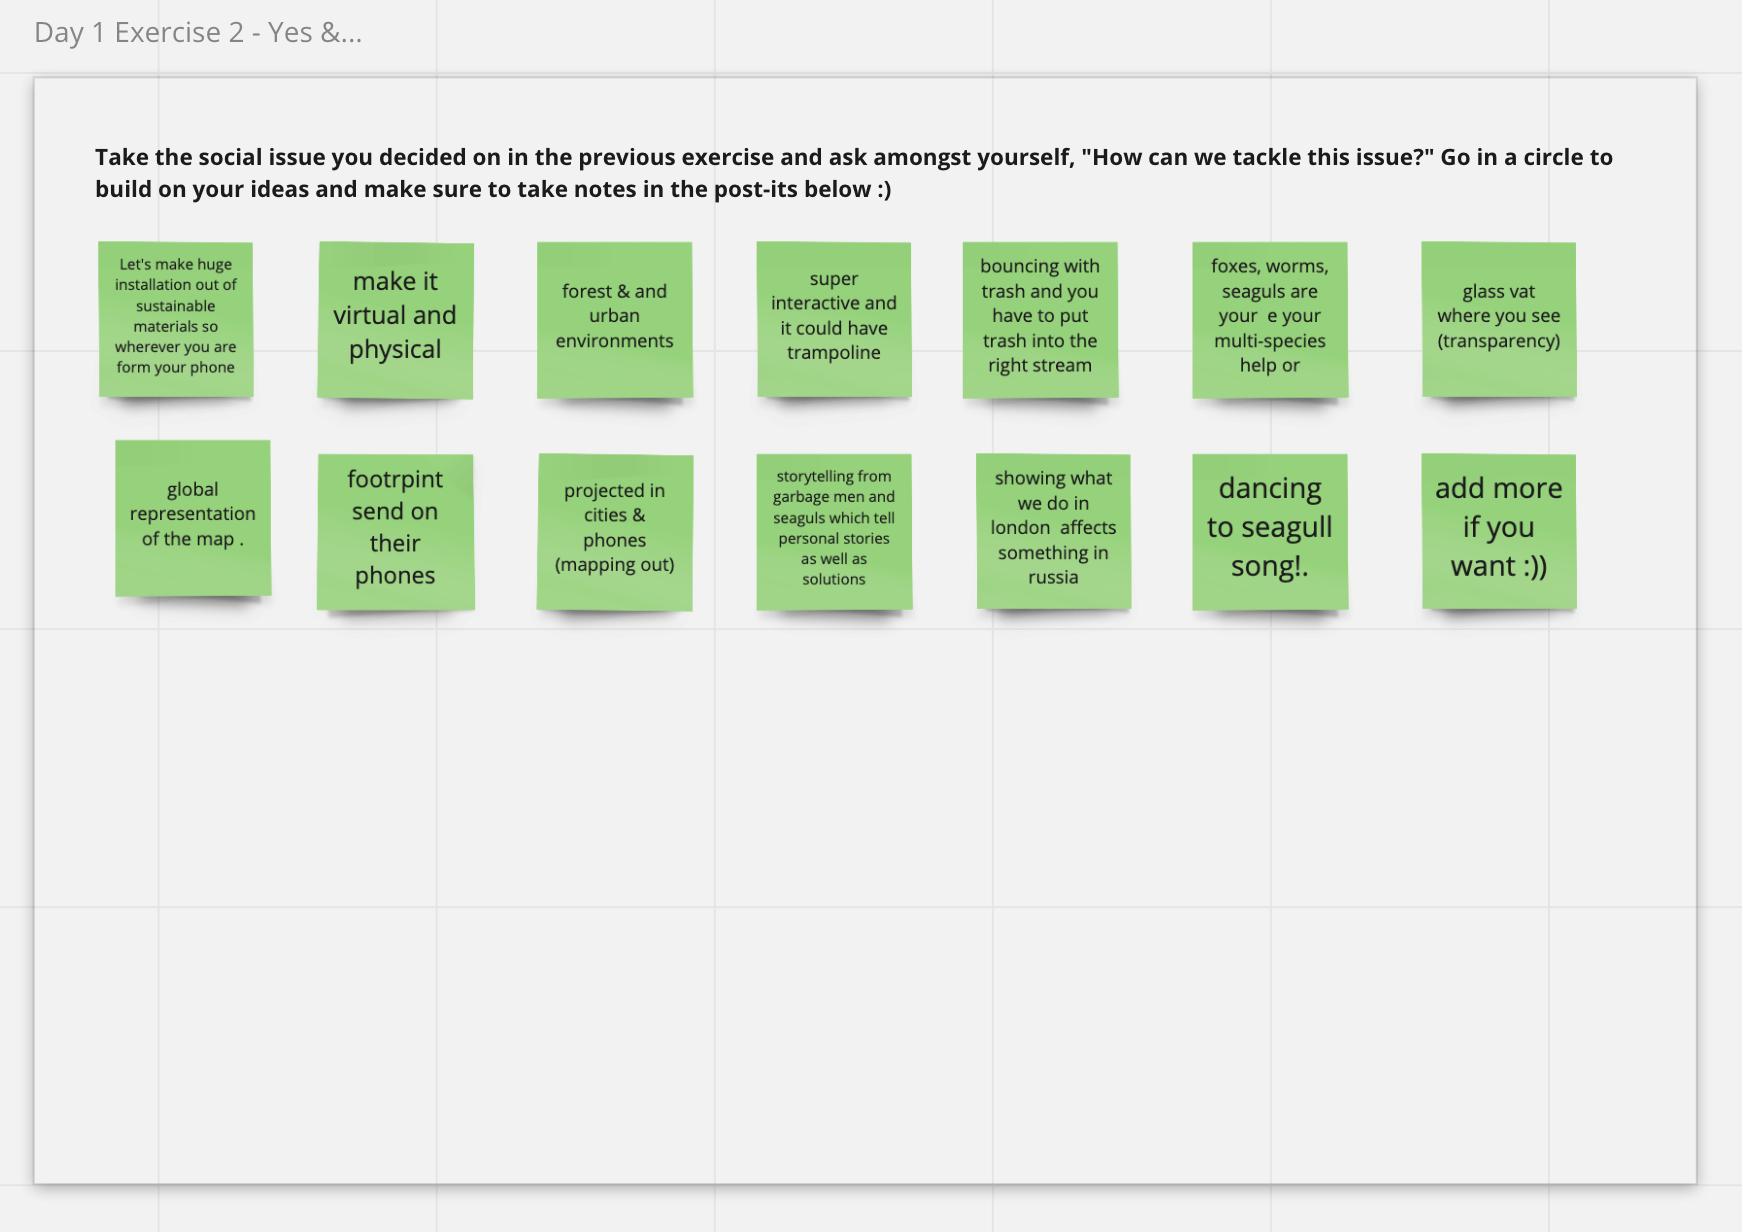 Day 1 Exercise 2 - Yes &...
Take the social issue you decided on in the previous exercise and ask amongst yourself, "How can we tackle this issue?" Go in a circle to
build on your ideas and make sure to take notes in the post-its below :)
Let's make huge
installation out of
sustainable
materials so
wherever you are
form your phone
make it
virtual and
physical
forest & and
urban
environments
super
interactive and
it could have
trampoline
bouncing with
trash and you
have to put
trash into the
right stream
foxes, worms,
seaguls are
your  e your
multi-species
help or
glass vat
where you see
(transparency)
global
representation
of the map .
footrpint
send on
their
phones
projected in
cities &
phones
(mapping out)
storytelling from
garbage men and
seaguls which tell
personal stories
as well as
solutions
showing what
we do in
london  affects
something in
russia
dancing
to seagull
song!.
add more
if you
want :))